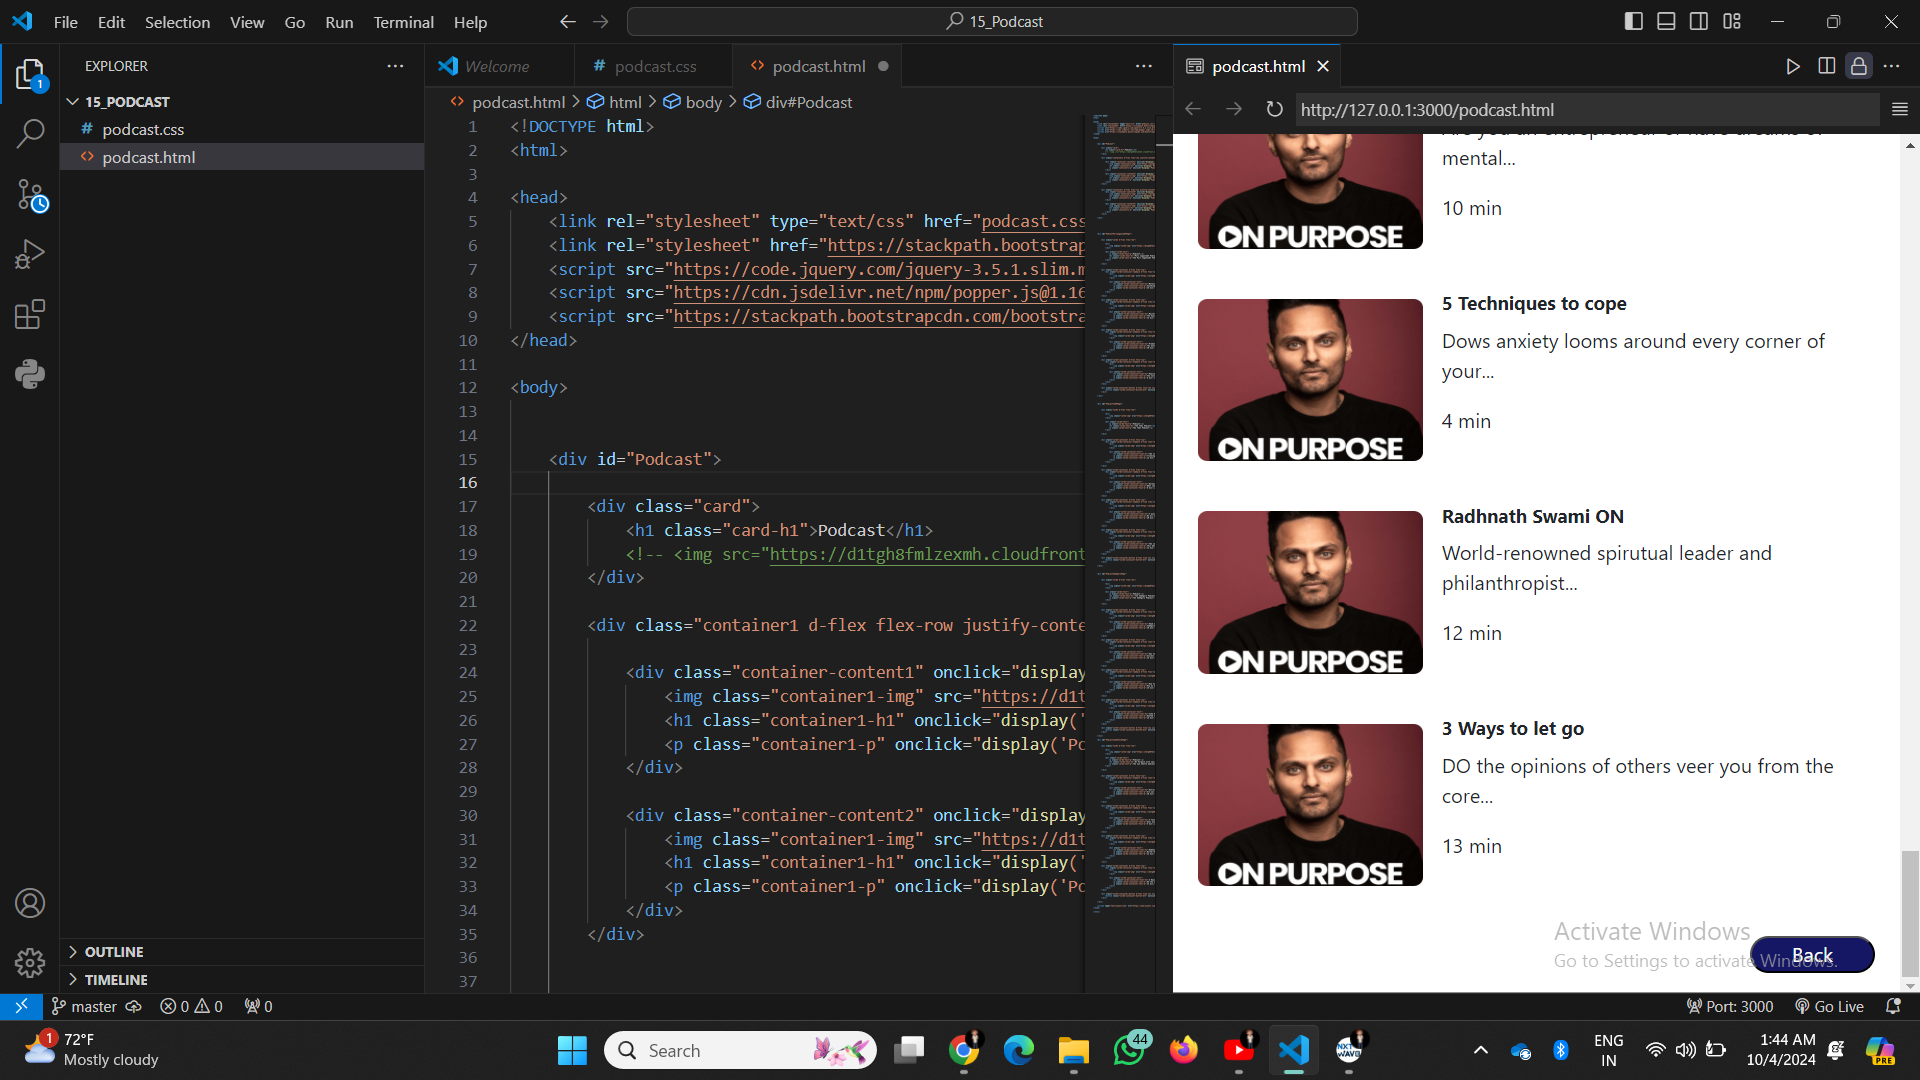 File Edit Selection View Go Run Terminal Help
15_Podcast
EXPLORER
15_PODCAST
# podcast.css
<> podcast.html
OUTLINE
TIMELINE
Welcome
# podcast.css
<> podcast.html
<> podcast.html > html > body > div#Podcast
1 <!DOCTYPE html>
2 <html>
3
4 <head>
5 <link rel="stylesheet" type="text/css" href="podcast.css
6 <link rel="stylesheet" href="https://stackpath.bootstrap
7 <script src="https://code.jquery.com/jquery-3.5.1.slim.m
8 <script src="https://cdn.jsdelivr.net/npm/popper.js@1.16
9 <script src="https://stackpath.bootstrapcdn.com/bootstra
10 </head>
11
12 <body>
13
14
15 <div id="Podcast">
16
17 <div class="card">
18 <h1 class="card-h1">Podcast</h1>
19 <!-- <img src="https://d1tgh8fmlzexmh.cloudfront
20 </div>
21
22 <div class="container1 d-flex flex-row justify-conte
23
24 <div class="container-content1" onclick="display
25 <img class="container1-img" src="https://d1t
26 <h1 class="container1-h1" onclick="display('
27 <p class="container1-p" onclick="display('Po
28 </div>
29
30 <div class="container-content2" onclick="display
31 <img class="container1-img" src="https://d1t
32 <h1 class="container1-h1" onclick="display('
33 <p class="container1-p" onclick="display('Po
34 </div>
35 </div>
36
37
podcast.html
http://127.0.0.1:3000/podcast.html
mental...
10 min
ON PURPOSE
5 Techniques to cope
Dows anxiety looms around every corner of
your...
4 min
ON PURPOSE
Radhnath Swami ON
World-renowned spirutual leader and
philanthropist...
12 min
ON PURPOSE
3 Ways to let go
DO the opinions of others veer you from the
core...
13 min
ON PURPOSE
Activate Windows
Go to Settings to activate Windows.
Back
master
0
0
0
Port: 3000
Go Live
1
1
72°F
Mostly cloudy
Search
44
NXT
WAVE
ENG
IN
1:44 AM
10/4/2024
PRE